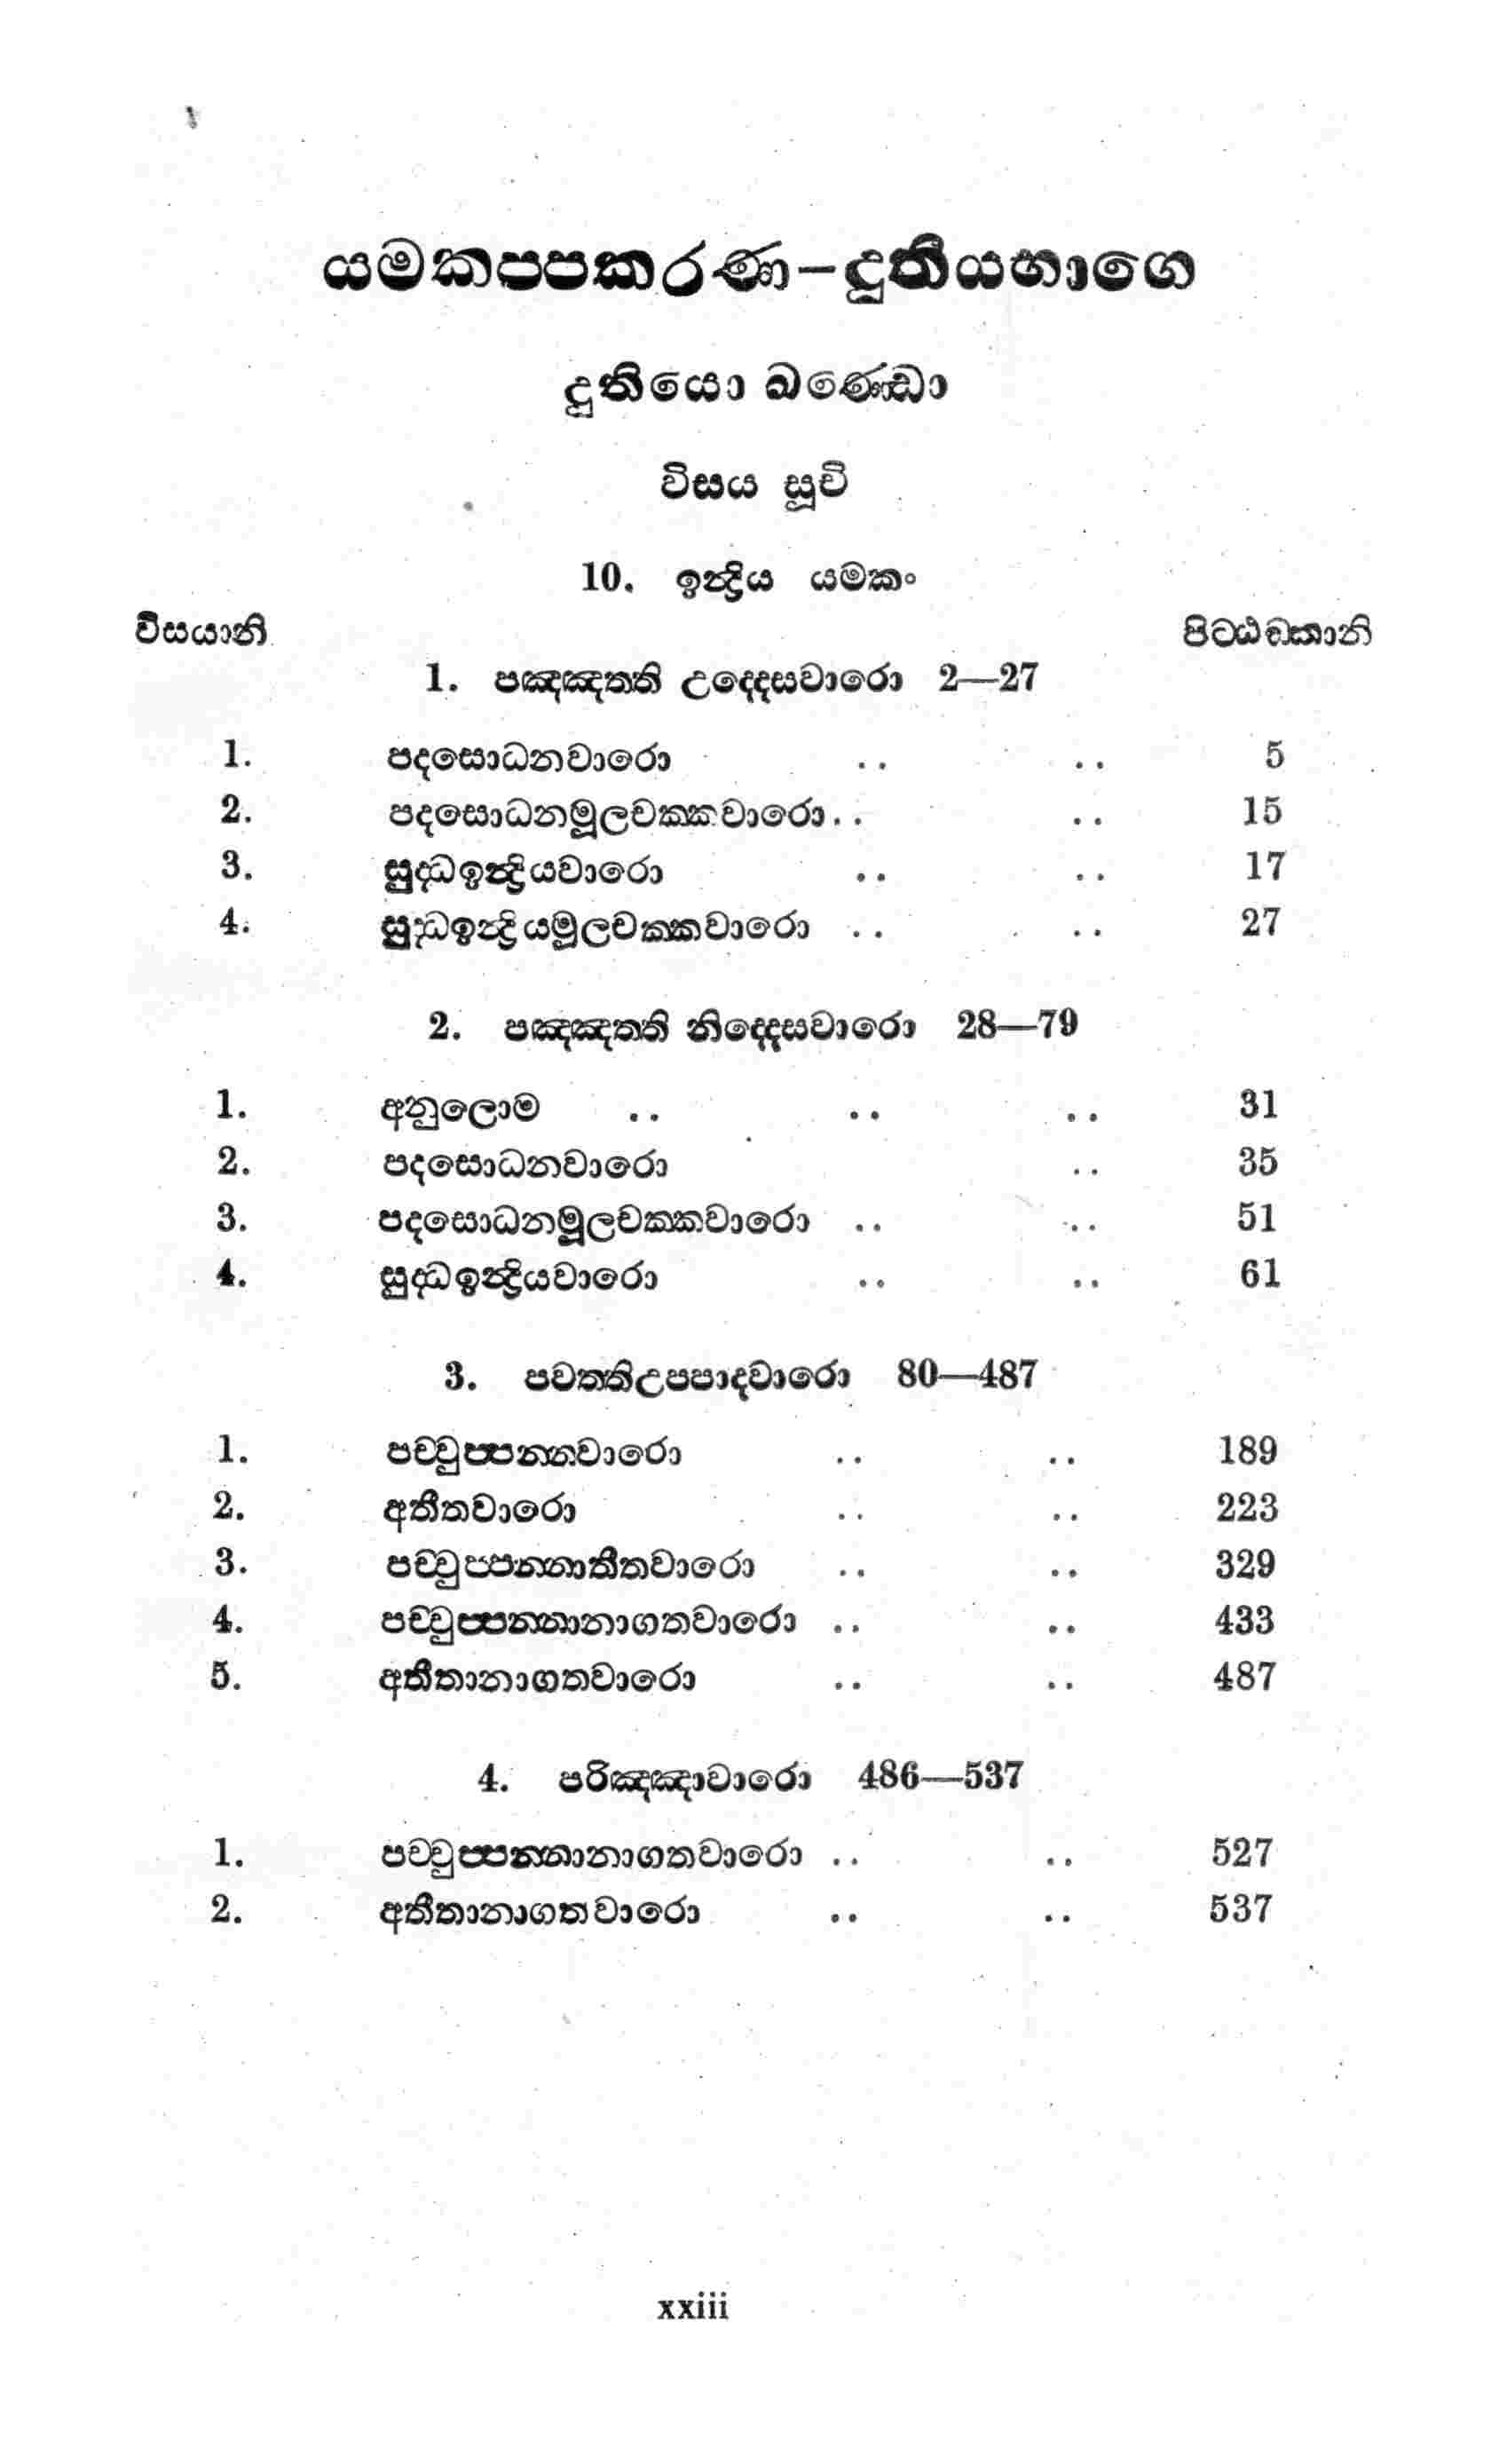 යමකප්පකරණ–දුතියභාගෙ
දුතියො ඛණ්ඩො
විසය සූචි
10. ඉන්ද්‍රිය යමකං
විසයානි පිට්ඨඞ්කානි
1. පඤ්ඤත්ති උද්දෙසවාරො 2—27
1. පදසොධනවාරො .. .. 5
2. පදසොධනමූලචක්කවාරො .. .. 15
3. සුද්ධඉන්ද්‍රියවාරො .. .. 17
4. සුද්ධඉන්ද්‍රියමූලචක්කවාරො .. .. 27
2. පඤ්ඤත්ති නිද්දෙසවාරො 28—79
1. අනුලොම .. .. .. 31
2. පදසොධනවාරො .. 35
3. පදසොධනමූලචක්කවාරො .. .. 51
4. සුද්ධඉන්ද්‍රියවාරො .. .. 61
3. පවත්තිඋප්පාදවාරො 80—487
1. පච්චුප්පන්නවාරො .. .. 189
2. අතීතවාරො .. .. 223
3. පච්චුප්පන්නාතීතවාරො .. .. 329
4. පච්චුප්පන්නානාගතවාරො .. .. 433
5. අතීතානාගතවාරො .. .. 487
4. පරිඤ්ඤාවාරො 486—537
1. පච්චුප්පන්නානාගතවාරො .. .. 527
2. අතීතානාගතවාරො .. .. 537
xxiii